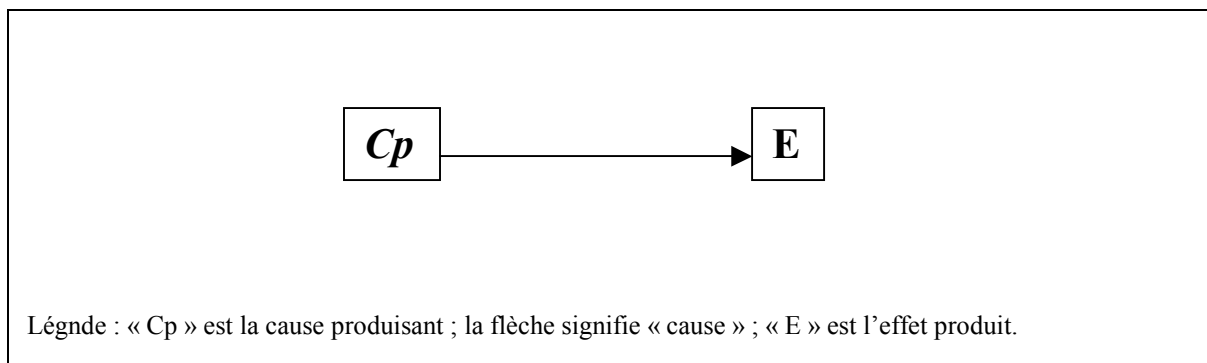 Cp
E
Légnde : « Cp » est la cause produisant ; la flèche signifie « cause » ; « E » est l’effet produit.